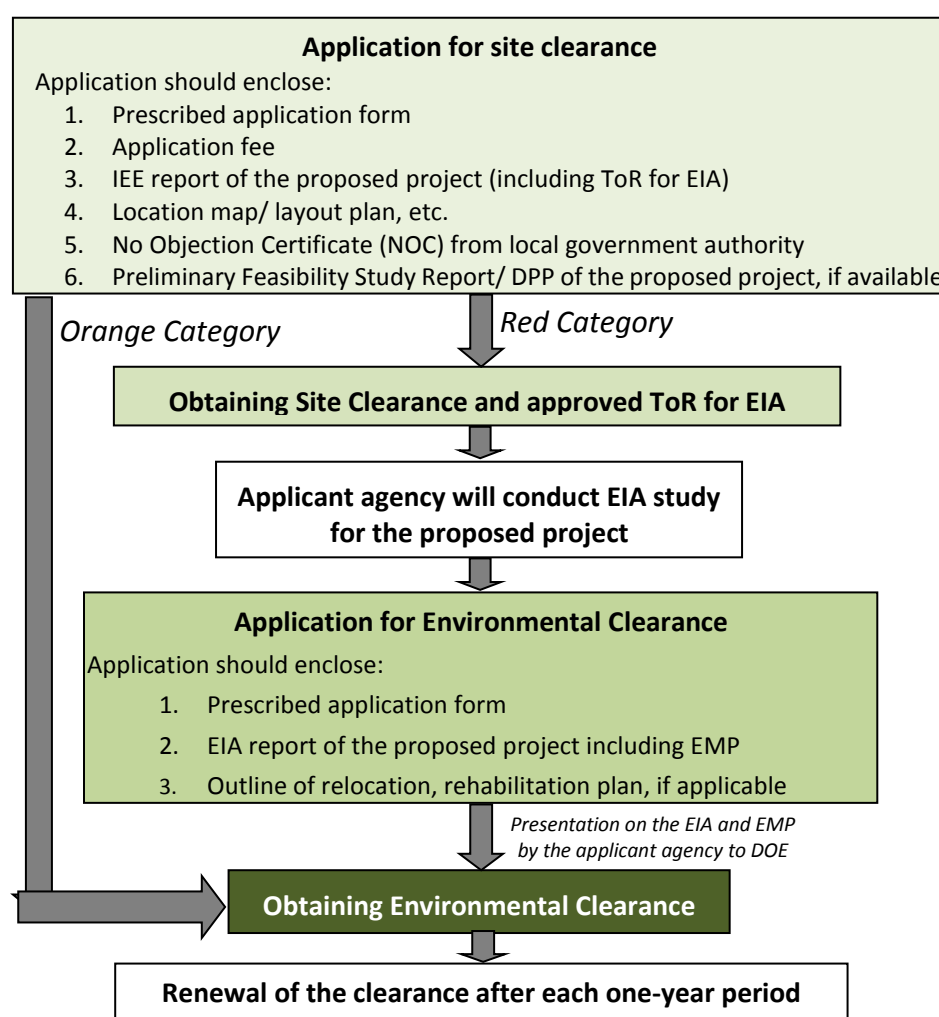 Application for site clearance
Application should enclose:
1. Prescribed application form
2. Application fee
3. IEE report of the proposed project (including ToR for EIA)
4. Location map/ layout plan, etc.
5. No Objection Certificate (NOC) from local government authority
6. Preliminary Feasibility Study Report/ DPP of the proposed project, if available
Orange Category
Red Category
Obtaining Site Clearance and approved ToR for EIA
Applicant agency will conduct EIA study
for the proposed project
Application for Environmental Clearance
Application should enclose:
1. Prescribed application form
2. EIA report of the proposed project including EMP
3. Outline of relocation, rehabilitation plan, if applicable
Presentation on the EIA and EMP
by the applicant agency to DOE
Obtaining Environmental Clearance
Renewal of the clearance after each one-year period